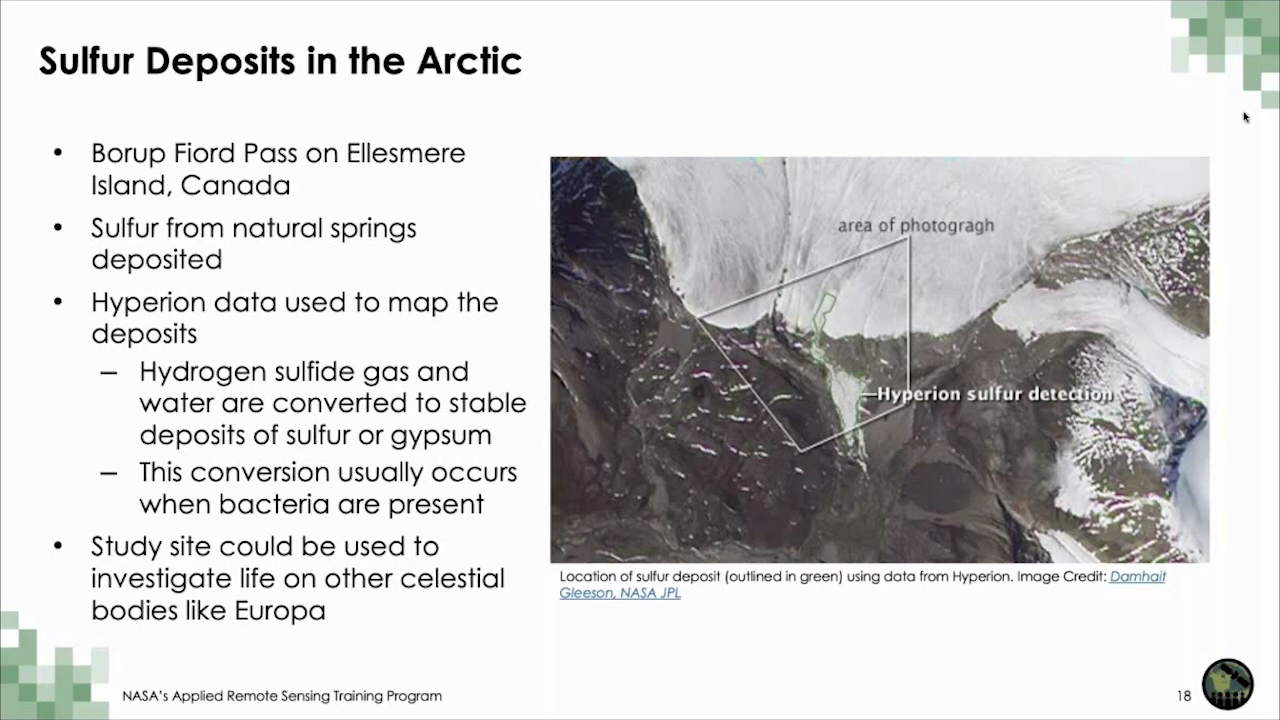 Sulfur Deposits in the Arctic
• Borup Fiord Pass on Ellesmere
Island, Canada
• Sulfur from natural springs
deposited
• Hyperion data used to map the
deposits
– Hydrogen sulfide gas and
water are converted to stable
deposits of sulfur or gypsum
– This conversion usually occurs
when bacteria are present
• Study site could be used to
investigate life on other celestial
bodies like Europa
area of photogragh
Hyperion sulfur detection
Location of sulfur deposit (outlined in green) using data from Hyperion. Image Credit: Damhait
Gleeson, NASA JPL
NASA's Applied Remote Sensing Training Program
18